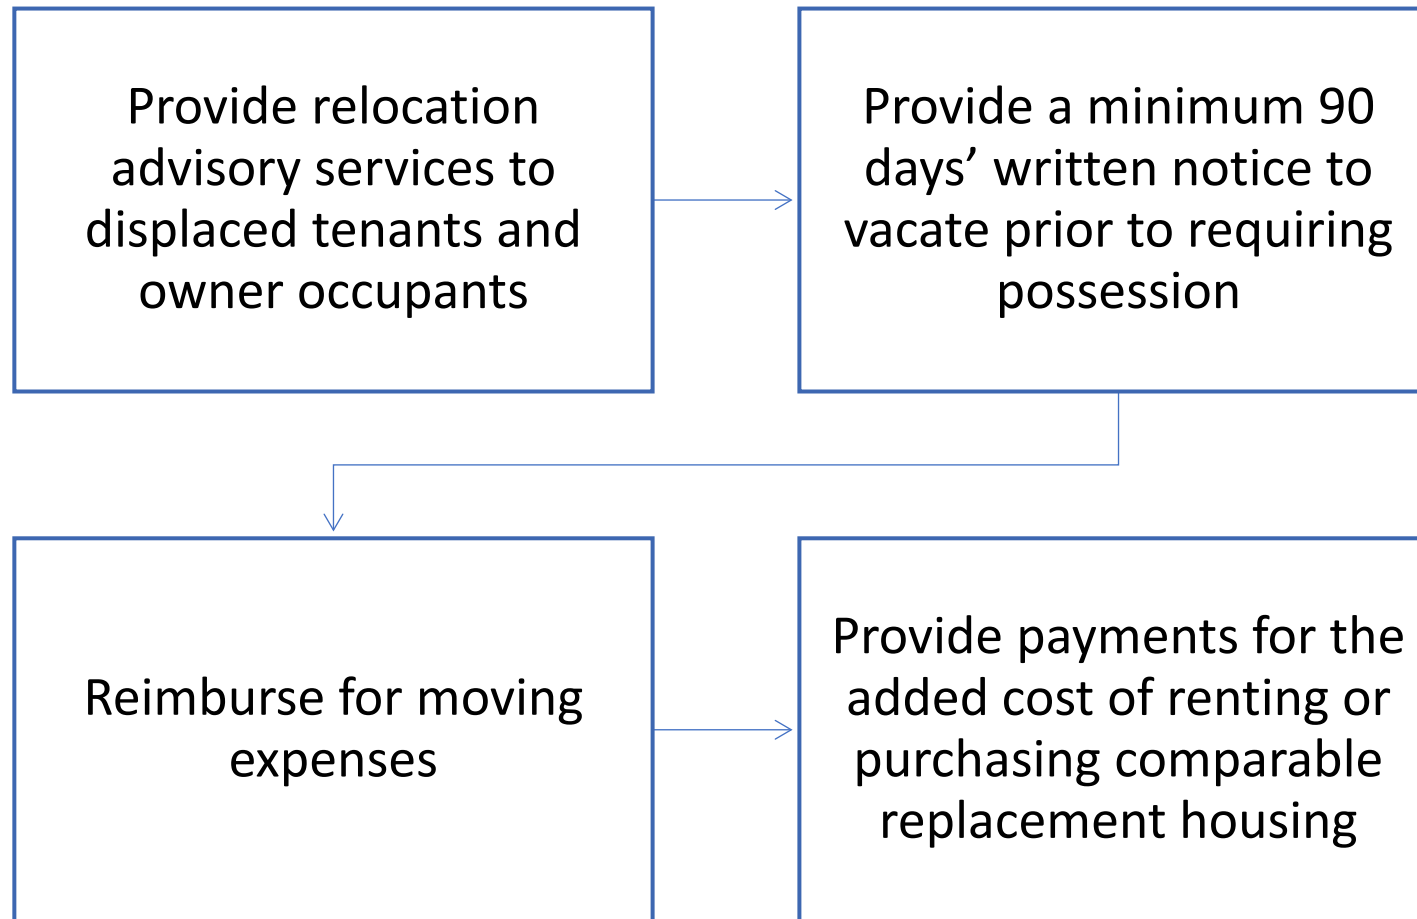 Provide relocation
advisory services to
displaced tenants and
owner occupants
Provide a minimum 90
days’ written notice to
vacate prior to requiring
possession
Reimburse for moving
expenses
Provide payments for the
added cost of renting or
purchasing comparable
replacement housing